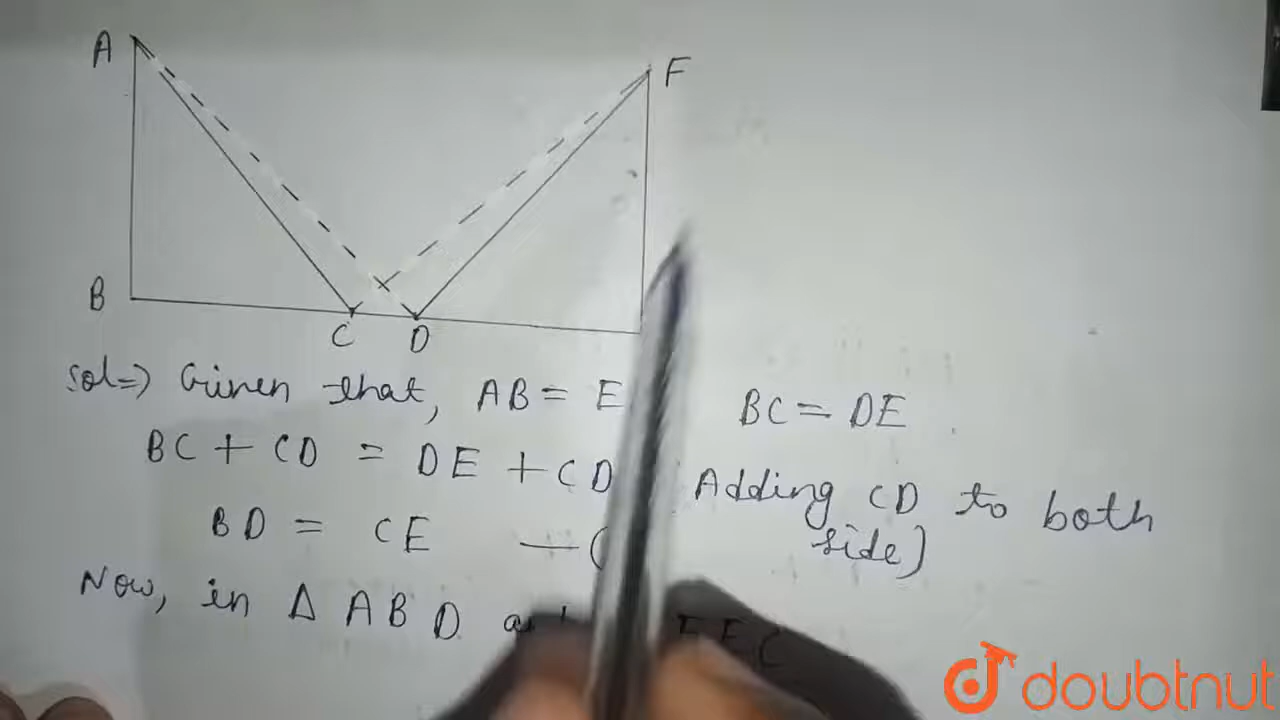 A
F
B
C D
Sol=) Given that, AB = E BC = DE
BC + CD = DE + CD Adding CD to both
side)
BD = CE —(
Now, in Δ ABD FEC
doubtnut